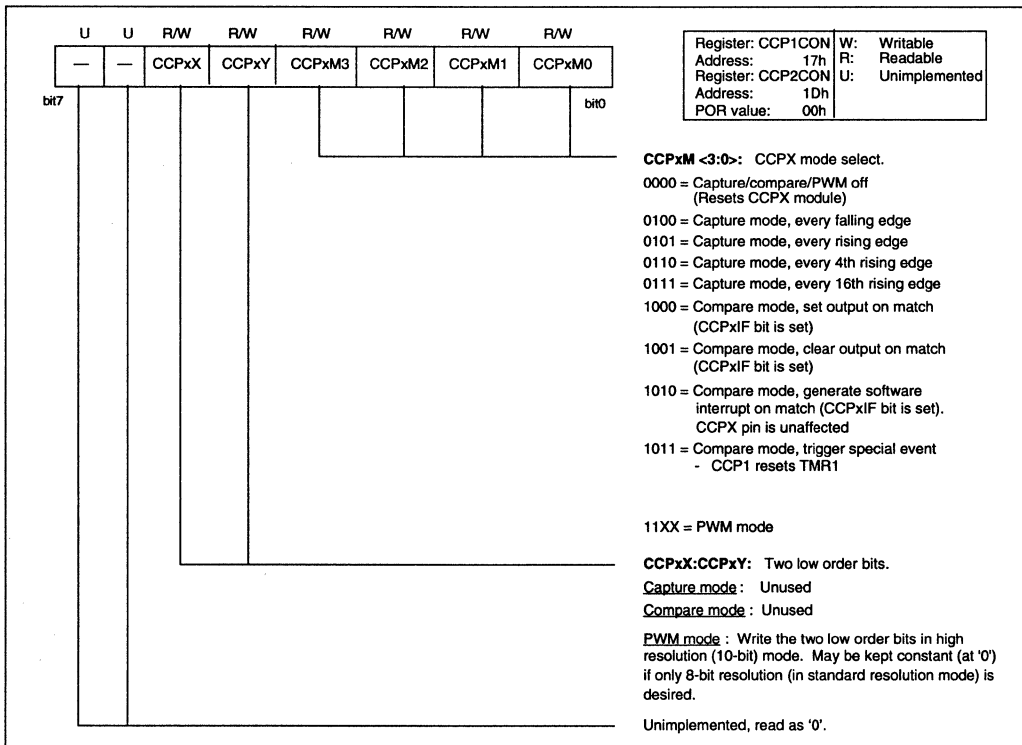 U U R/W R/W R/W R/W R/W R/W
— — CCPxX CCPxY CCPxM3 CCPxM2 CCPxM1 CCPxM0
bit7 bit0
Register: CCP1CON W: Writable
Address: 17h R: Readable
Register: CCP2CON U: Unimplemented
Address: 1Dh
POR value: 00h
CCPxM <3:0>: CCPX mode select.
0000 = Capture/compare/PWM off
(Resets CCPX module)
0100 = Capture mode, every falling edge
0101 = Capture mode, every rising edge
0110 = Capture mode, every 4th rising edge
0111 = Capture mode, every 16th rising edge
1000 = Compare mode, set output on match
(CCPxIF bit is set)
1001 = Compare mode, clear output on match
(CCPxIF bit is set)
1010 = Compare mode, generate software
interrupt on match (CCPxIF bit is set).
CCPX pin is unaffected
1011 = Compare mode, trigger special event
- CCP1 resets TMR1
11XX = PWM mode
CCPxX:CCPxY: Two low order bits.
Capture mode : Unused
Compare mode : Unused
PWM mode : Write the two low order bits in high
resolution (10-bit) mode. May be kept constant (at '0')
if only 8-bit resolution (in standard resolution mode) is
desired.
Unimplemented, read as '0'.